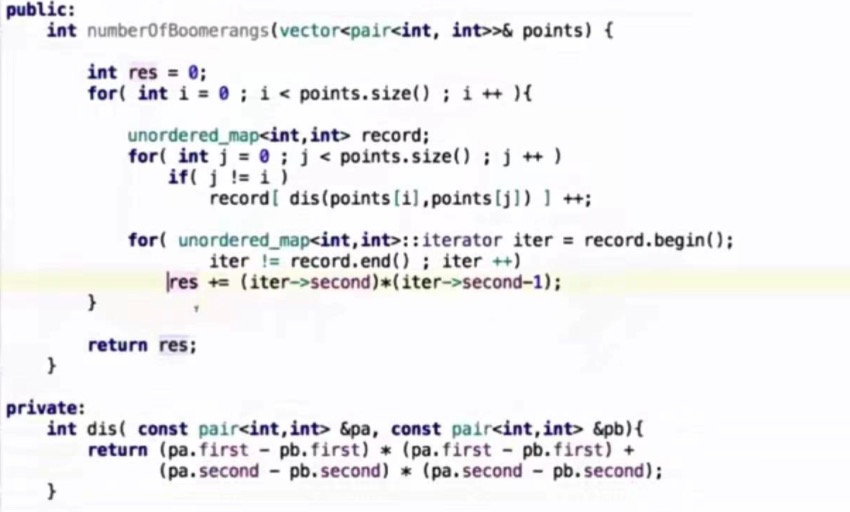 public:
    int numberOfBoomerangs(vector<pair<int, int>>& points) {

        int res = 0;
        for( int i = 0 ; i < points.size() ; i ++ ){

            unordered_map<int,int> record;
            for( int j = 0 ; j < points.size() ; j ++ )
                if( j != i )
                    record[ dis(points[i],points[j]) ] ++;

            for( unordered_map<int,int>::iterator iter = record.begin();
                    iter != record.end() ; iter ++)
                res += (iter->second)*(iter->second-1);
        }

        return res;
    }

private:
    int dis( const pair<int,int> &pa, const pair<int,int> &pb){
        return (pa.first - pb.first) * (pa.first - pb.first) +
               (pa.second - pb.second) * (pa.second - pb.second);
    }